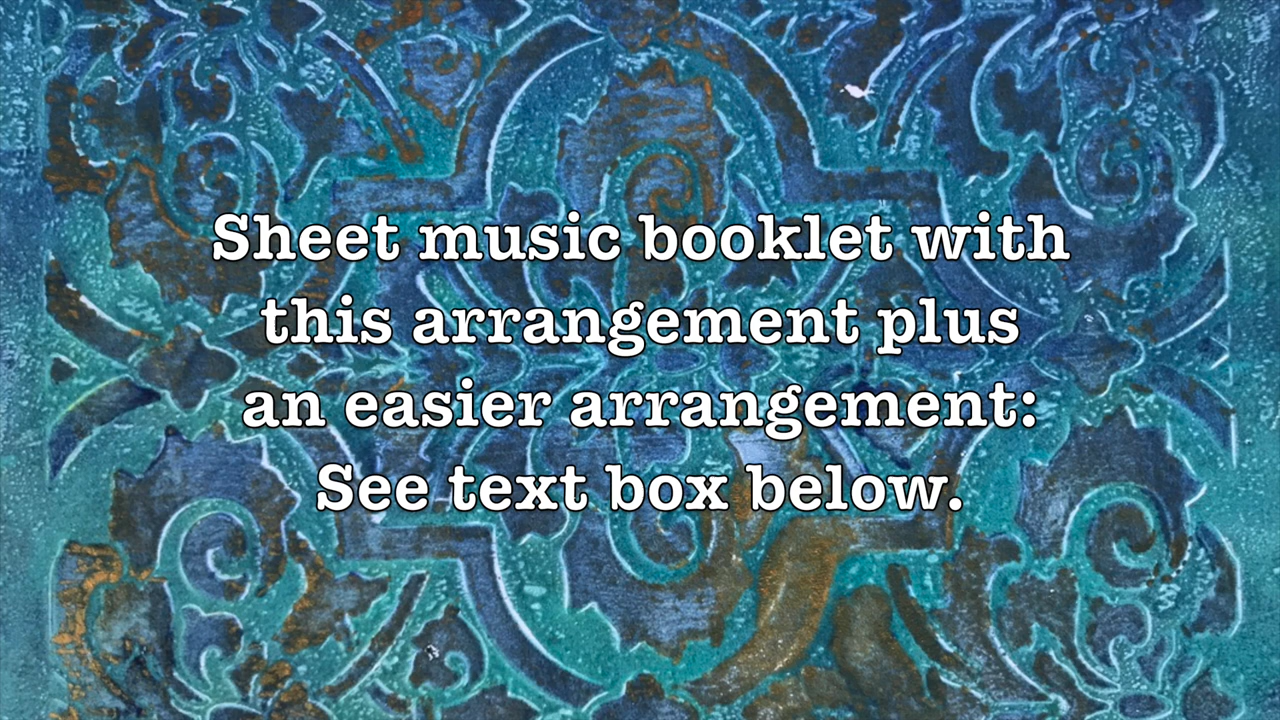 Sheet music booklet with
this arrangement plus
an easier arrangement:
See text box below.